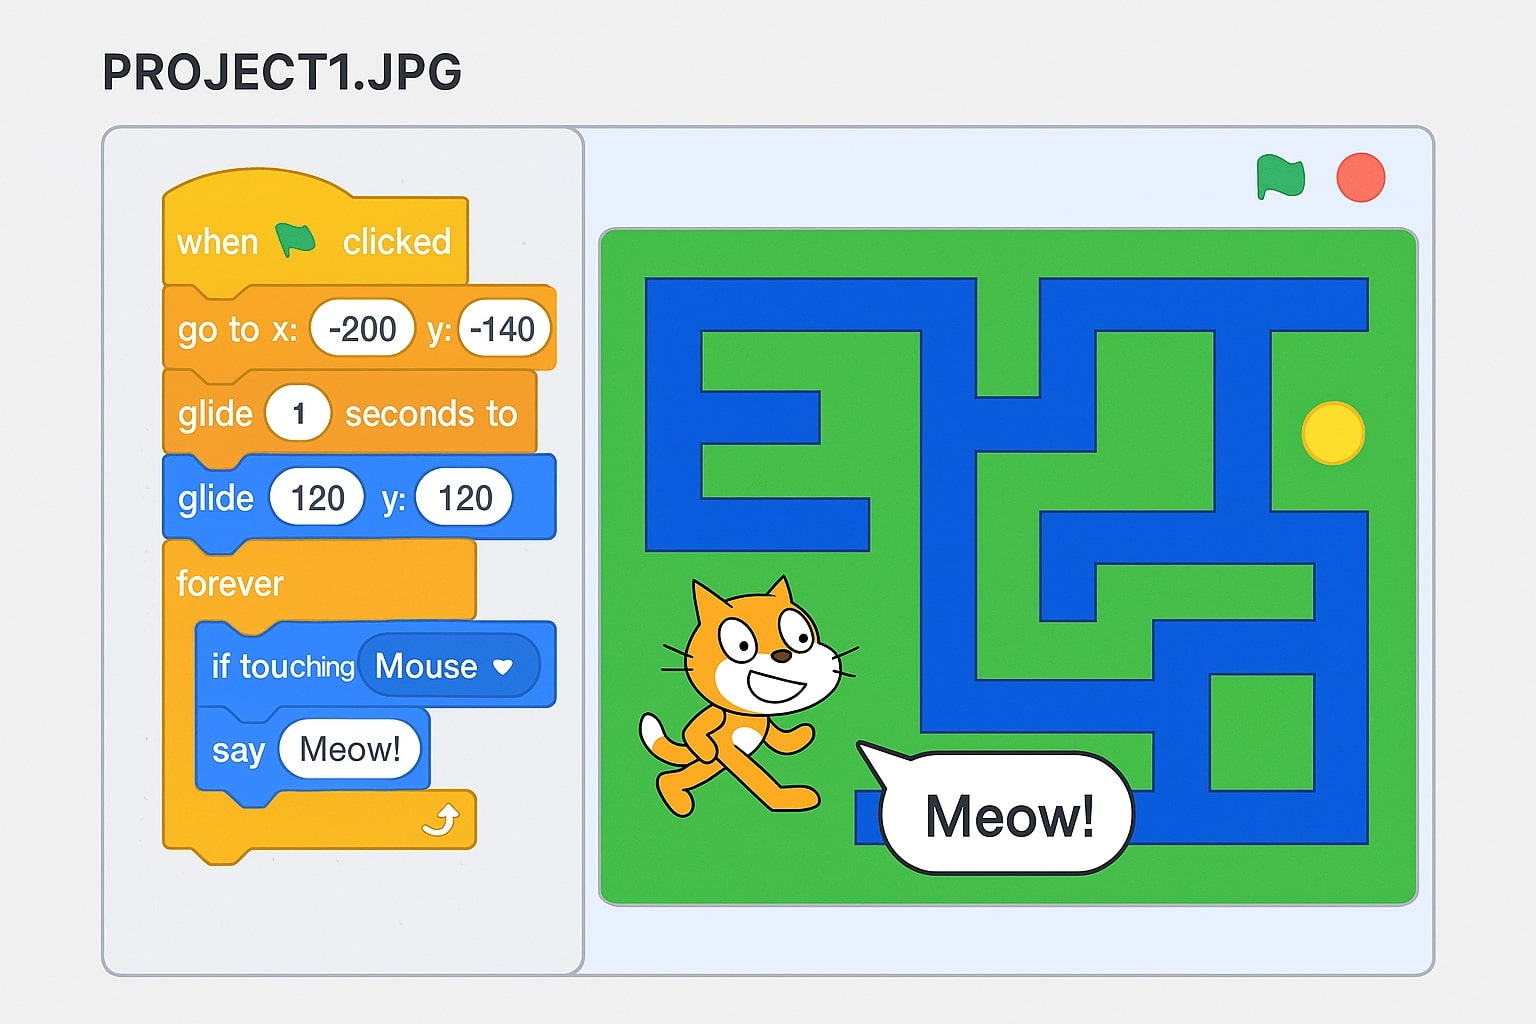 PROJECT1.JPG
when clicked
go to x: -200 y: -140
glide 1 seconds to
glide 120 y: 120
forever
if touching Mouse
say Meow!
Meow!